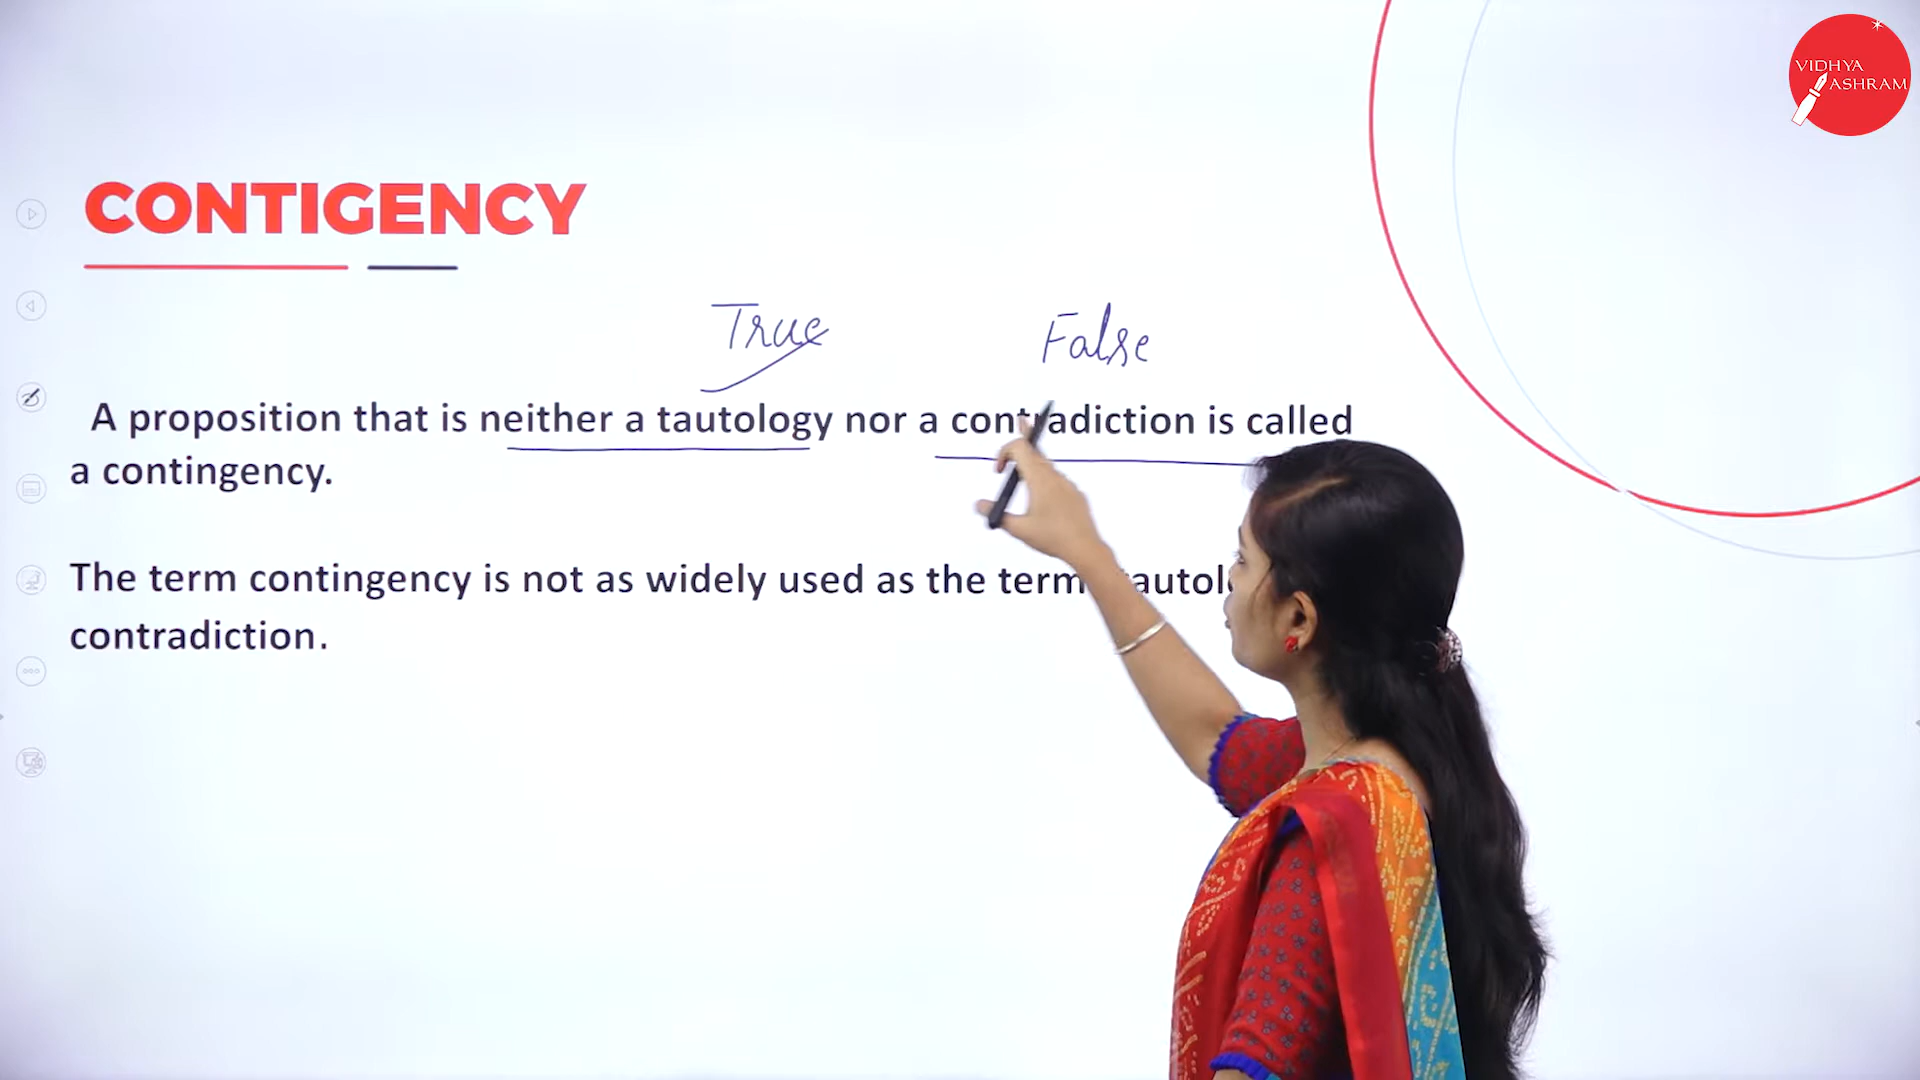 VIDHYA
ASHRAM
CONTIGENCY
True
False
A proposition that is neither a tautology nor a contradiction is called
a contingency.
The term contingency is not as widely used as the term
contradiction.